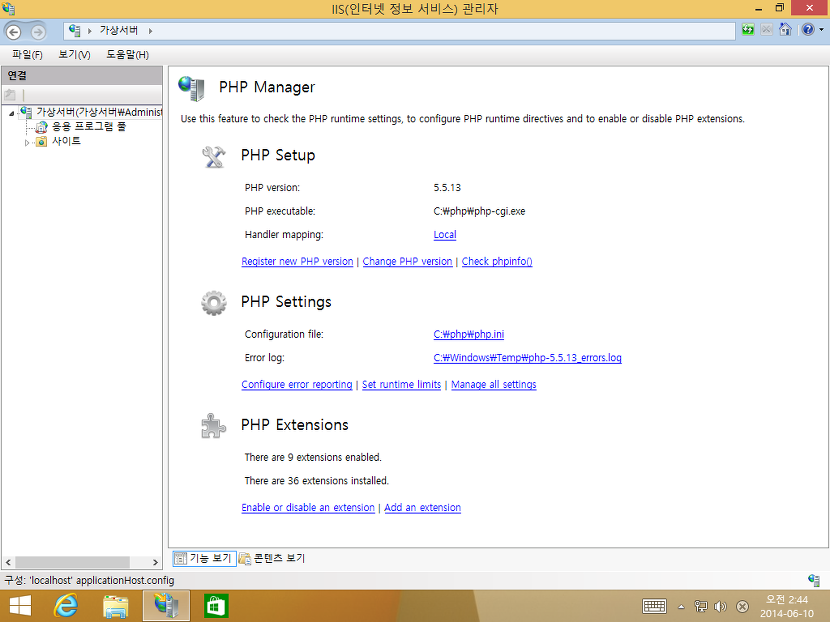 IIS(인터넷 정보 서비스) 관리자
가상서버
파일(F) 보기(V) 도움말(H)
연결
가상서버(가상서버₩Administ
응용 프로그램 풀
사이트
PHP Manager
Use this feature to check the PHP runtime settings, to configure PHP runtime directives and to enable or disable PHP extensions.
PHP Setup
PHP version: 5.5.13
PHP executable: C:₩php₩php-cgi.exe
Handler mapping: Local
Register new PHP version | Change PHP version | Check phpinfo()
PHP Settings
Configuration file: C:₩php₩php.ini
Error log: C:₩Windows₩Temp₩php-5.5.13_errors.log
Configure error reporting | Set runtime limits | Manage all settings
PHP Extensions
There are 9 extensions enabled.
There are 36 extensions installed.
Enable or disable an extension | Add an extension
기능 보기 콘텐츠 보기
구성: 'localhost' applicationHost.config
오전 2:44
2014-06-10